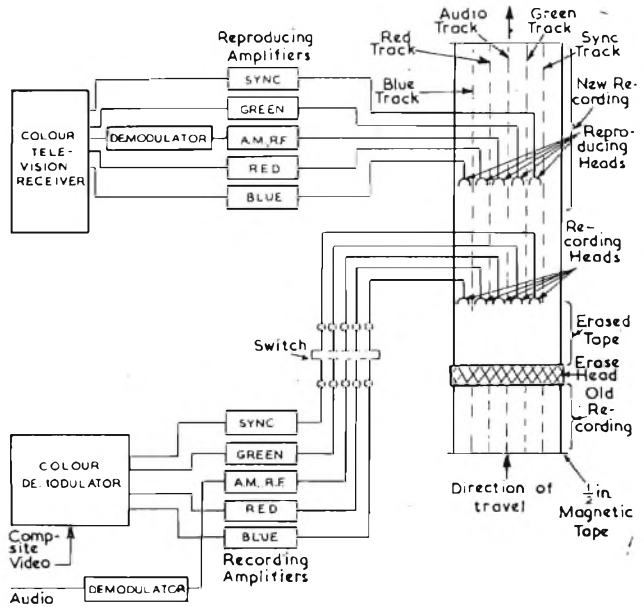 Reproducing
Amplifiers
SYNC
GREEN
DEMODULATOR
A.M. R.F
RED
BLUE
COLOUR
TELE-
VISION
RECEIVER
Audio
Track
Green
Track
Red
Track
Sync
Track
Blue
Track
New Re-
cording
Reproducing
Heads
Re-
cording
Heads
Switch
Erased
Tape
Erase
Head
Old
Re-
cording
Direction of
travel
1/2 in
Magnetic
Tape
SYNC
GREEN
A.M. R.F.
RED
BLUE
Recording
Amplifiers
COLOUR
DEMODULATOR
Comp-
site
Video
Audio
DEMODULATOR